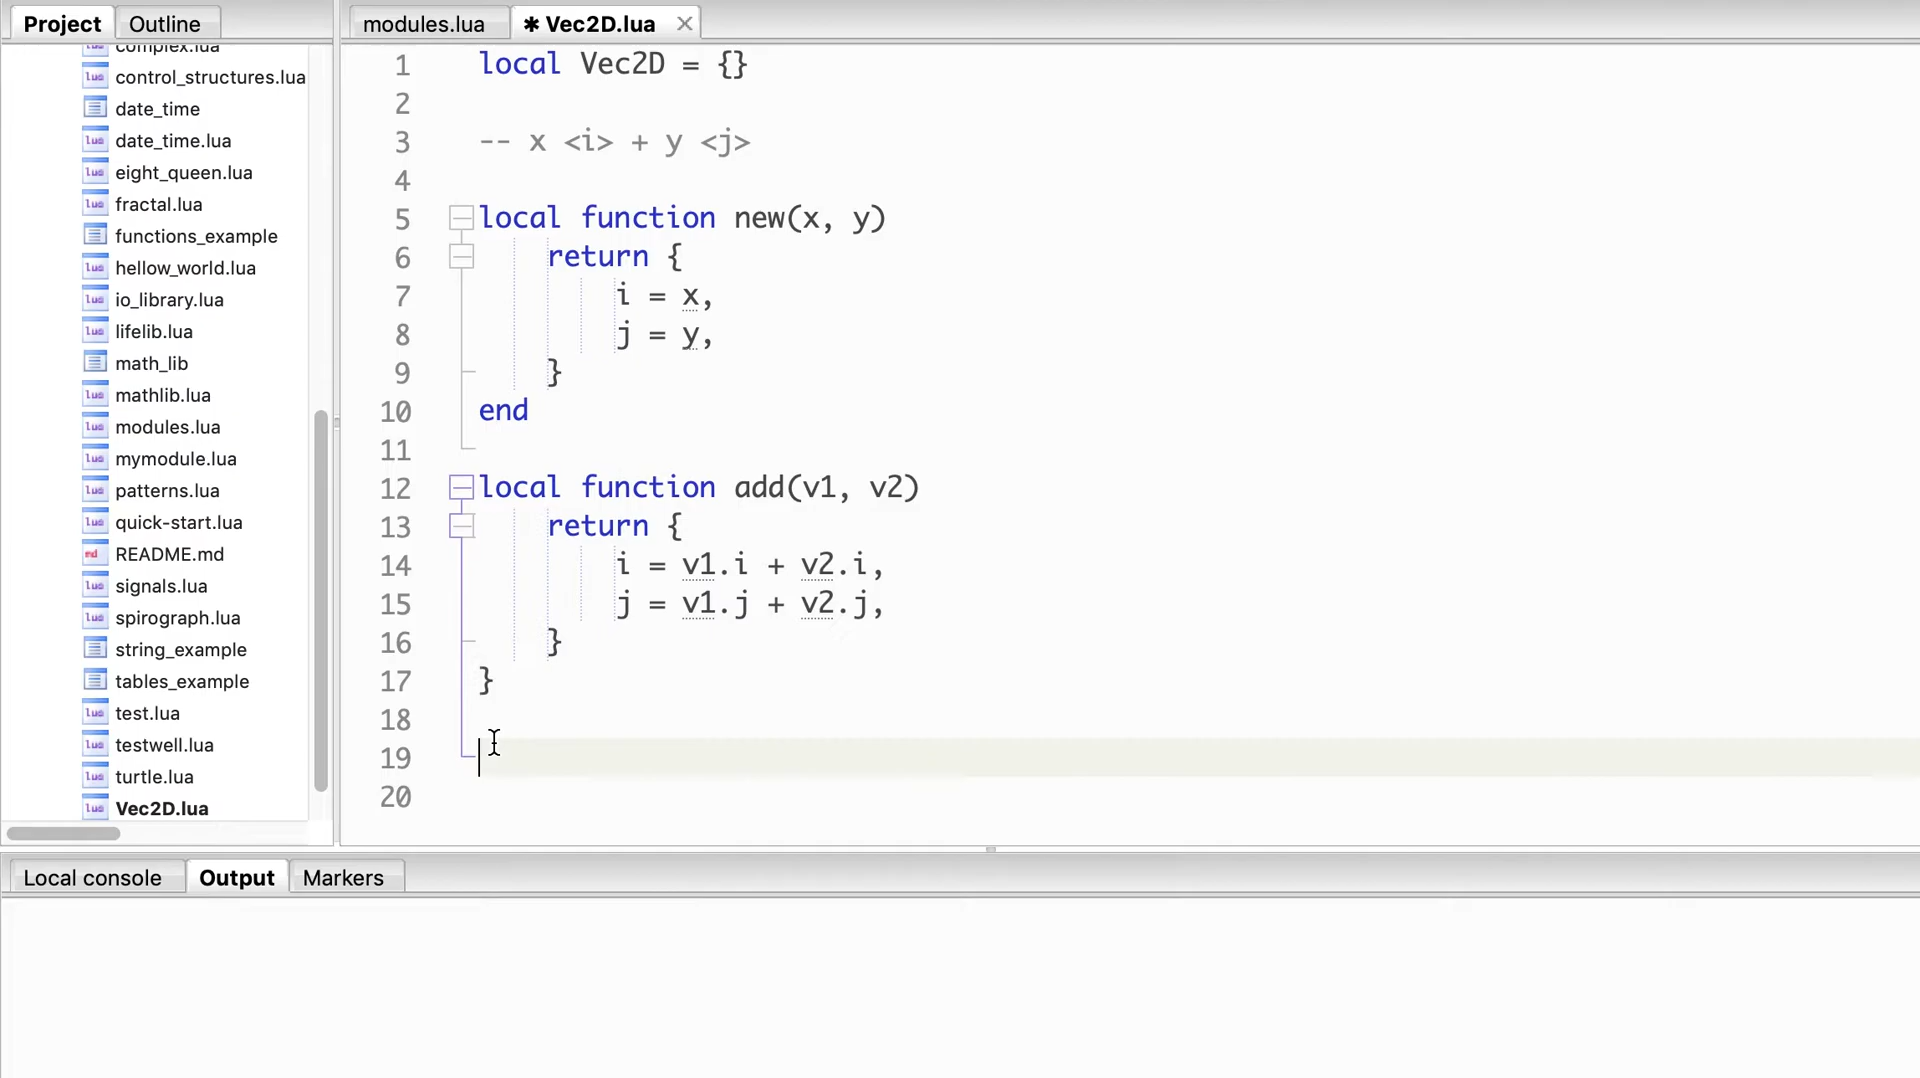 Project
Outline
complex.lua
control_structures.lua
date_time
date_time.lua
eight_queen.lua
fractal.lua
functions_example
hellow_world.lua
io_library.lua
lifelib.lua
math_lib
mathlib.lua
modules.lua
mymodule.lua
patterns.lua
quick-start.lua
README.md
signals.lua
spirograph.lua
string_example
tables_example
test.lua
testwell.lua
turtle.lua
Vec2D.lua
modules.lua
✱ Vec2D.lua
1 local Vec2D = {}
2
3 -- x <i> + y <j>
4
5 local function new(x, y)
6 return {
7 i = x,
8 j = y,
9 }
10 end
11
12 local function add(v1, v2)
13 return {
14 i = v1.i + v2.i,
15 j = v1.j + v2.j,
16 }
17 }
18
19
20
Local console
Output
Markers